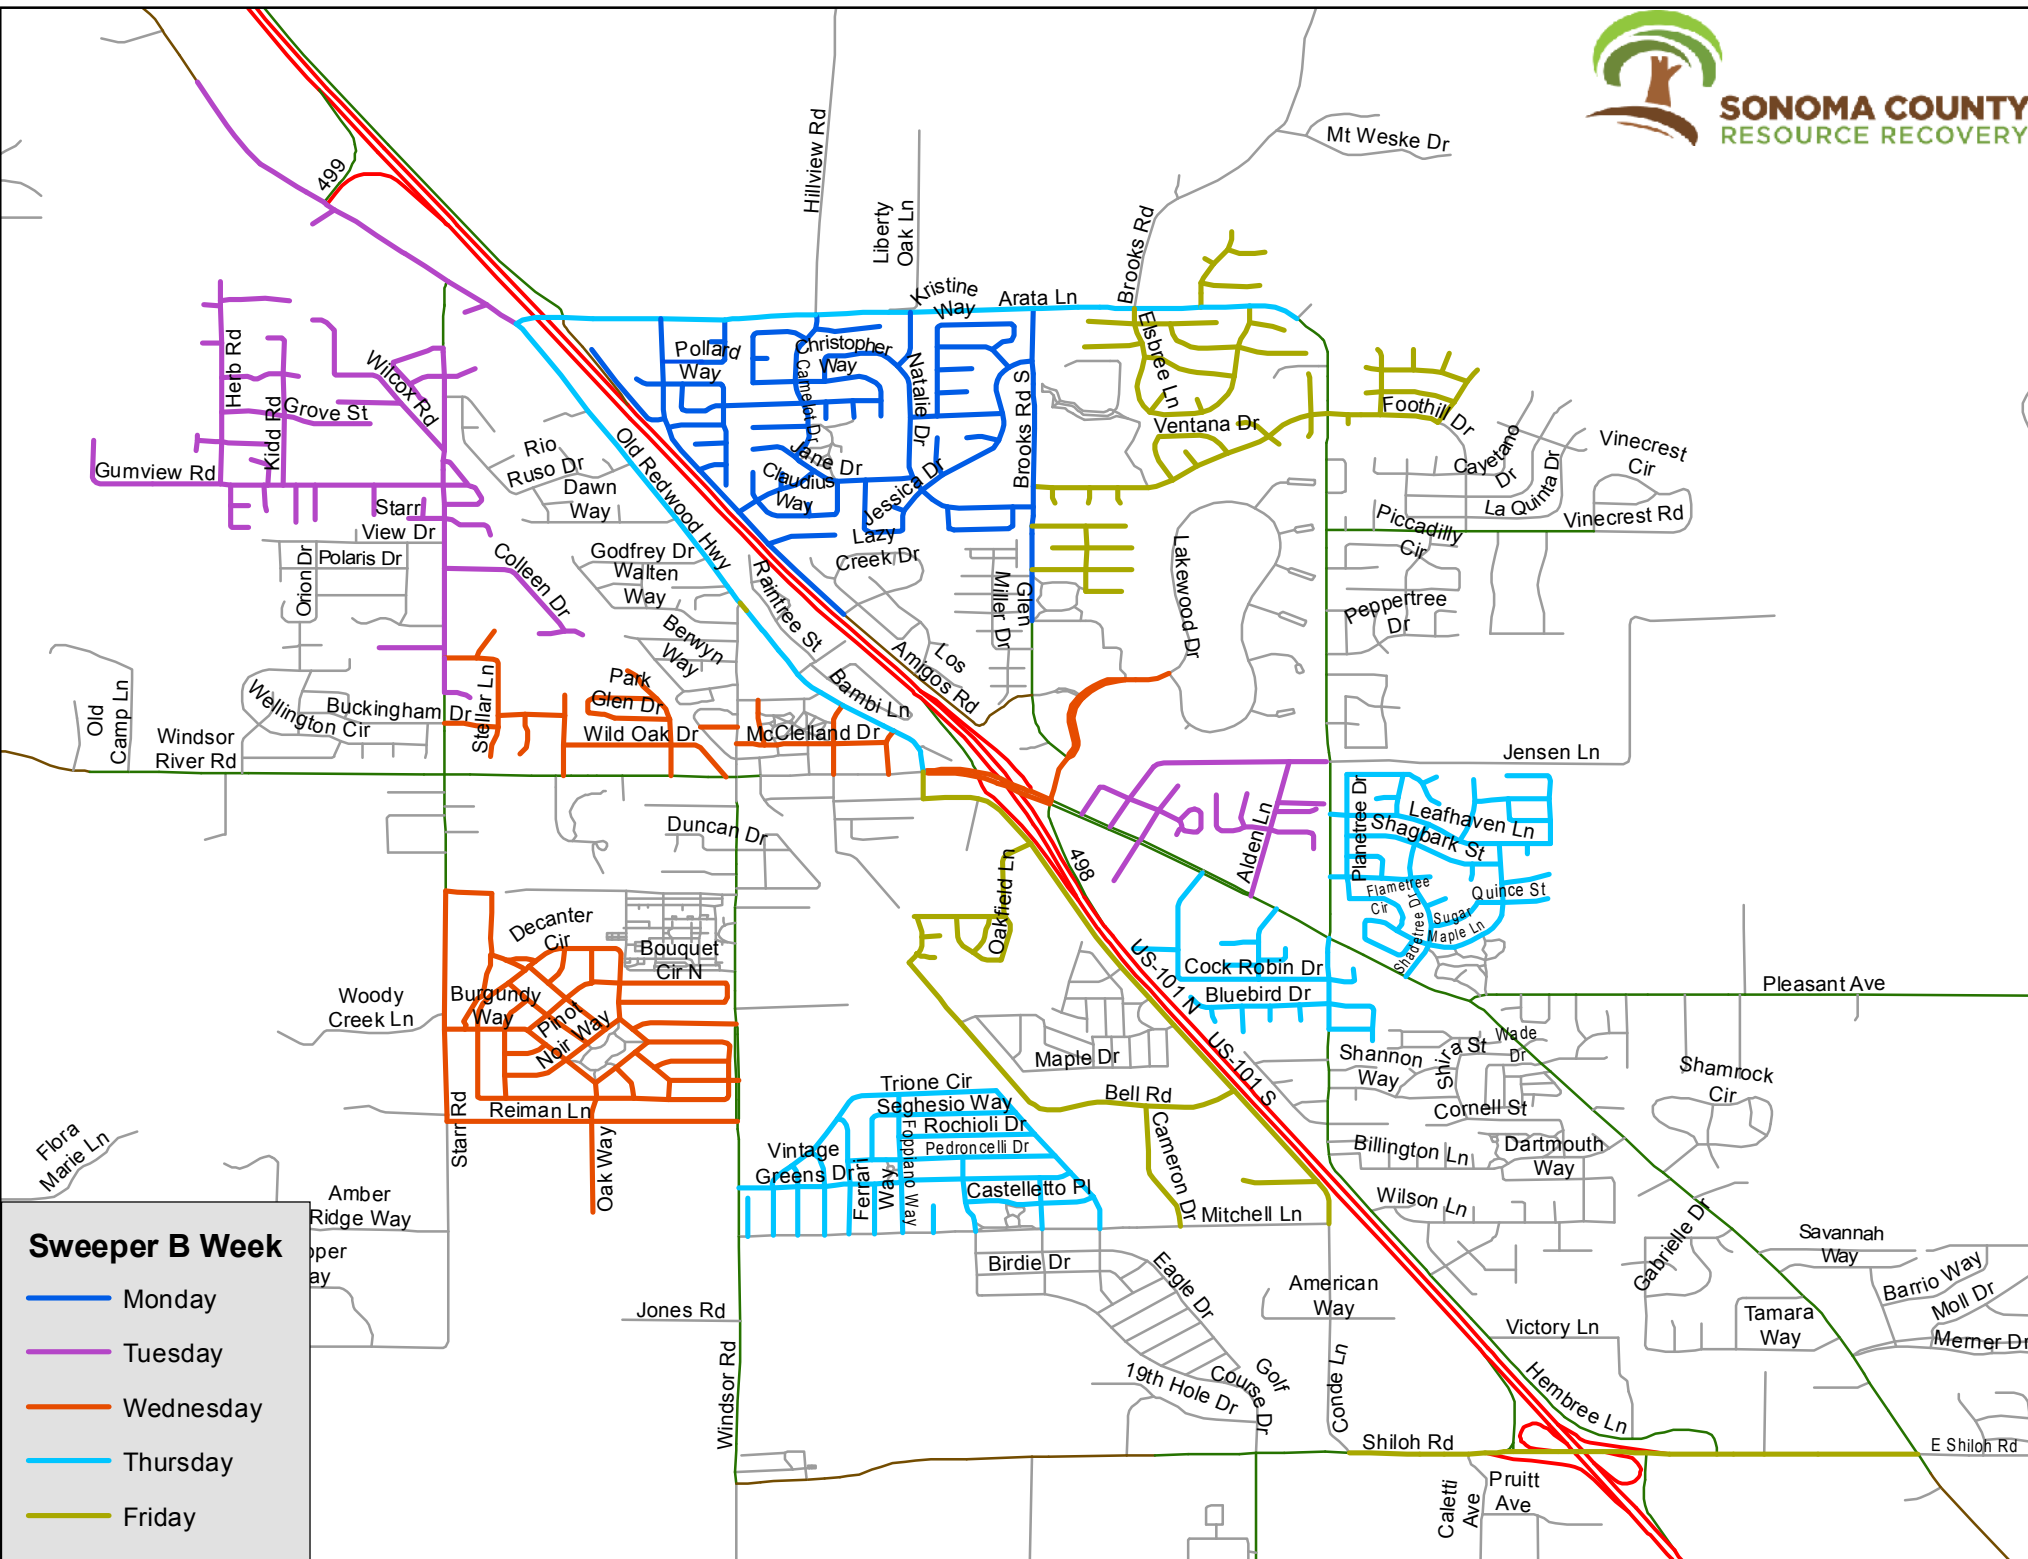 SONOMA COUNTY
RESOURCE RECOVERY
Mt Weske Dr
499
Hillview Rd
Liberty
Oak Ln
Brooks Rd
Kristine
Way
Arata Ln
Herb Rd
Kidd Rd
Grove St
Wilcox Rd
Gumview Rd
Starr
View Dr
Orion Dr
Polaris Dr
Colleen Dr
Rio
Ruso Dr
Dawn
Way
Godfrey Dr
Walten
Way
Berwyn
Way
Old Redwood Hwy
Raintree St
Bambi Ln
Pollard
Way
Christopher
Way
Camelot Dr
Natalie Dr
Jane Dr
Claudius
Way
Jessica Dr
Lazy
Creek Dr
Brooks Rd S
Glen
Miller Dr
Los
Amigos Rd
Elsbree Ln
Ventana Dr
Foothill Dr
Cayetano
Dr
La Quinta Dr
Vinecrest
Cir
Vinecrest Rd
Piccadilly
Cir
Peppertree
Dr
Lakewood Dr
Jensen Ln
Old
Camp Ln
Windsor
River Rd
Wellington Cir
Buckingham Dr
Stellar Ln
Park
Glen Dr
Wild Oak Dr
McClelland Dr
Duncan Dr
Decanter
Cir
Bouquet
Cir N
Burgundy
Way
Pinot
Noir Way
Woody
Creek Ln
Reiman Ln
Starr Rd
Oak Way
Flora
Marie Ln
Amber
Ridge Way
pper
ay
Jones Rd
Windsor Rd
498
Oakfield Ln
Alden Ln
Planetree Dr
Leafhaven Ln
Shagbark St
Flametree
Cir
Quince St
Sugar
Maple Ln
Shadetree Dr
US-101 N
US-101 S
Cock Robin Dr
Bluebird Dr
Pleasant Ave
Maple Dr
Bell Rd
Cameron Dr
Mitchell Ln
Trione Cir
Seghesio Way
Rochioli Dr
Pedroncelli Dr
Foppiano Way
Vintage
Greens Dr
Ferrari
Way
Castelletto Pl
Birdie Dr
Eagle Dr
19th Hole Dr
Golf
Course Dr
American
Way
Conde Ln
Shannon
Way
Shira St
Wade
Dr
Cornell St
Billington Ln
Dartmouth
Way
Wilson Ln
Shamrock
Cir
Gabrielle Dr
Savannah
Way
Barrio Way
Moll Dr
Merner Dr
Tamara
Way
Victory Ln
Hembree Ln
Shiloh Rd
E Shiloh Rd
Caletti
Ave
Pruitt
Ave
Sweeper B Week
Monday
Tuesday
Wednesday
Thursday
Friday